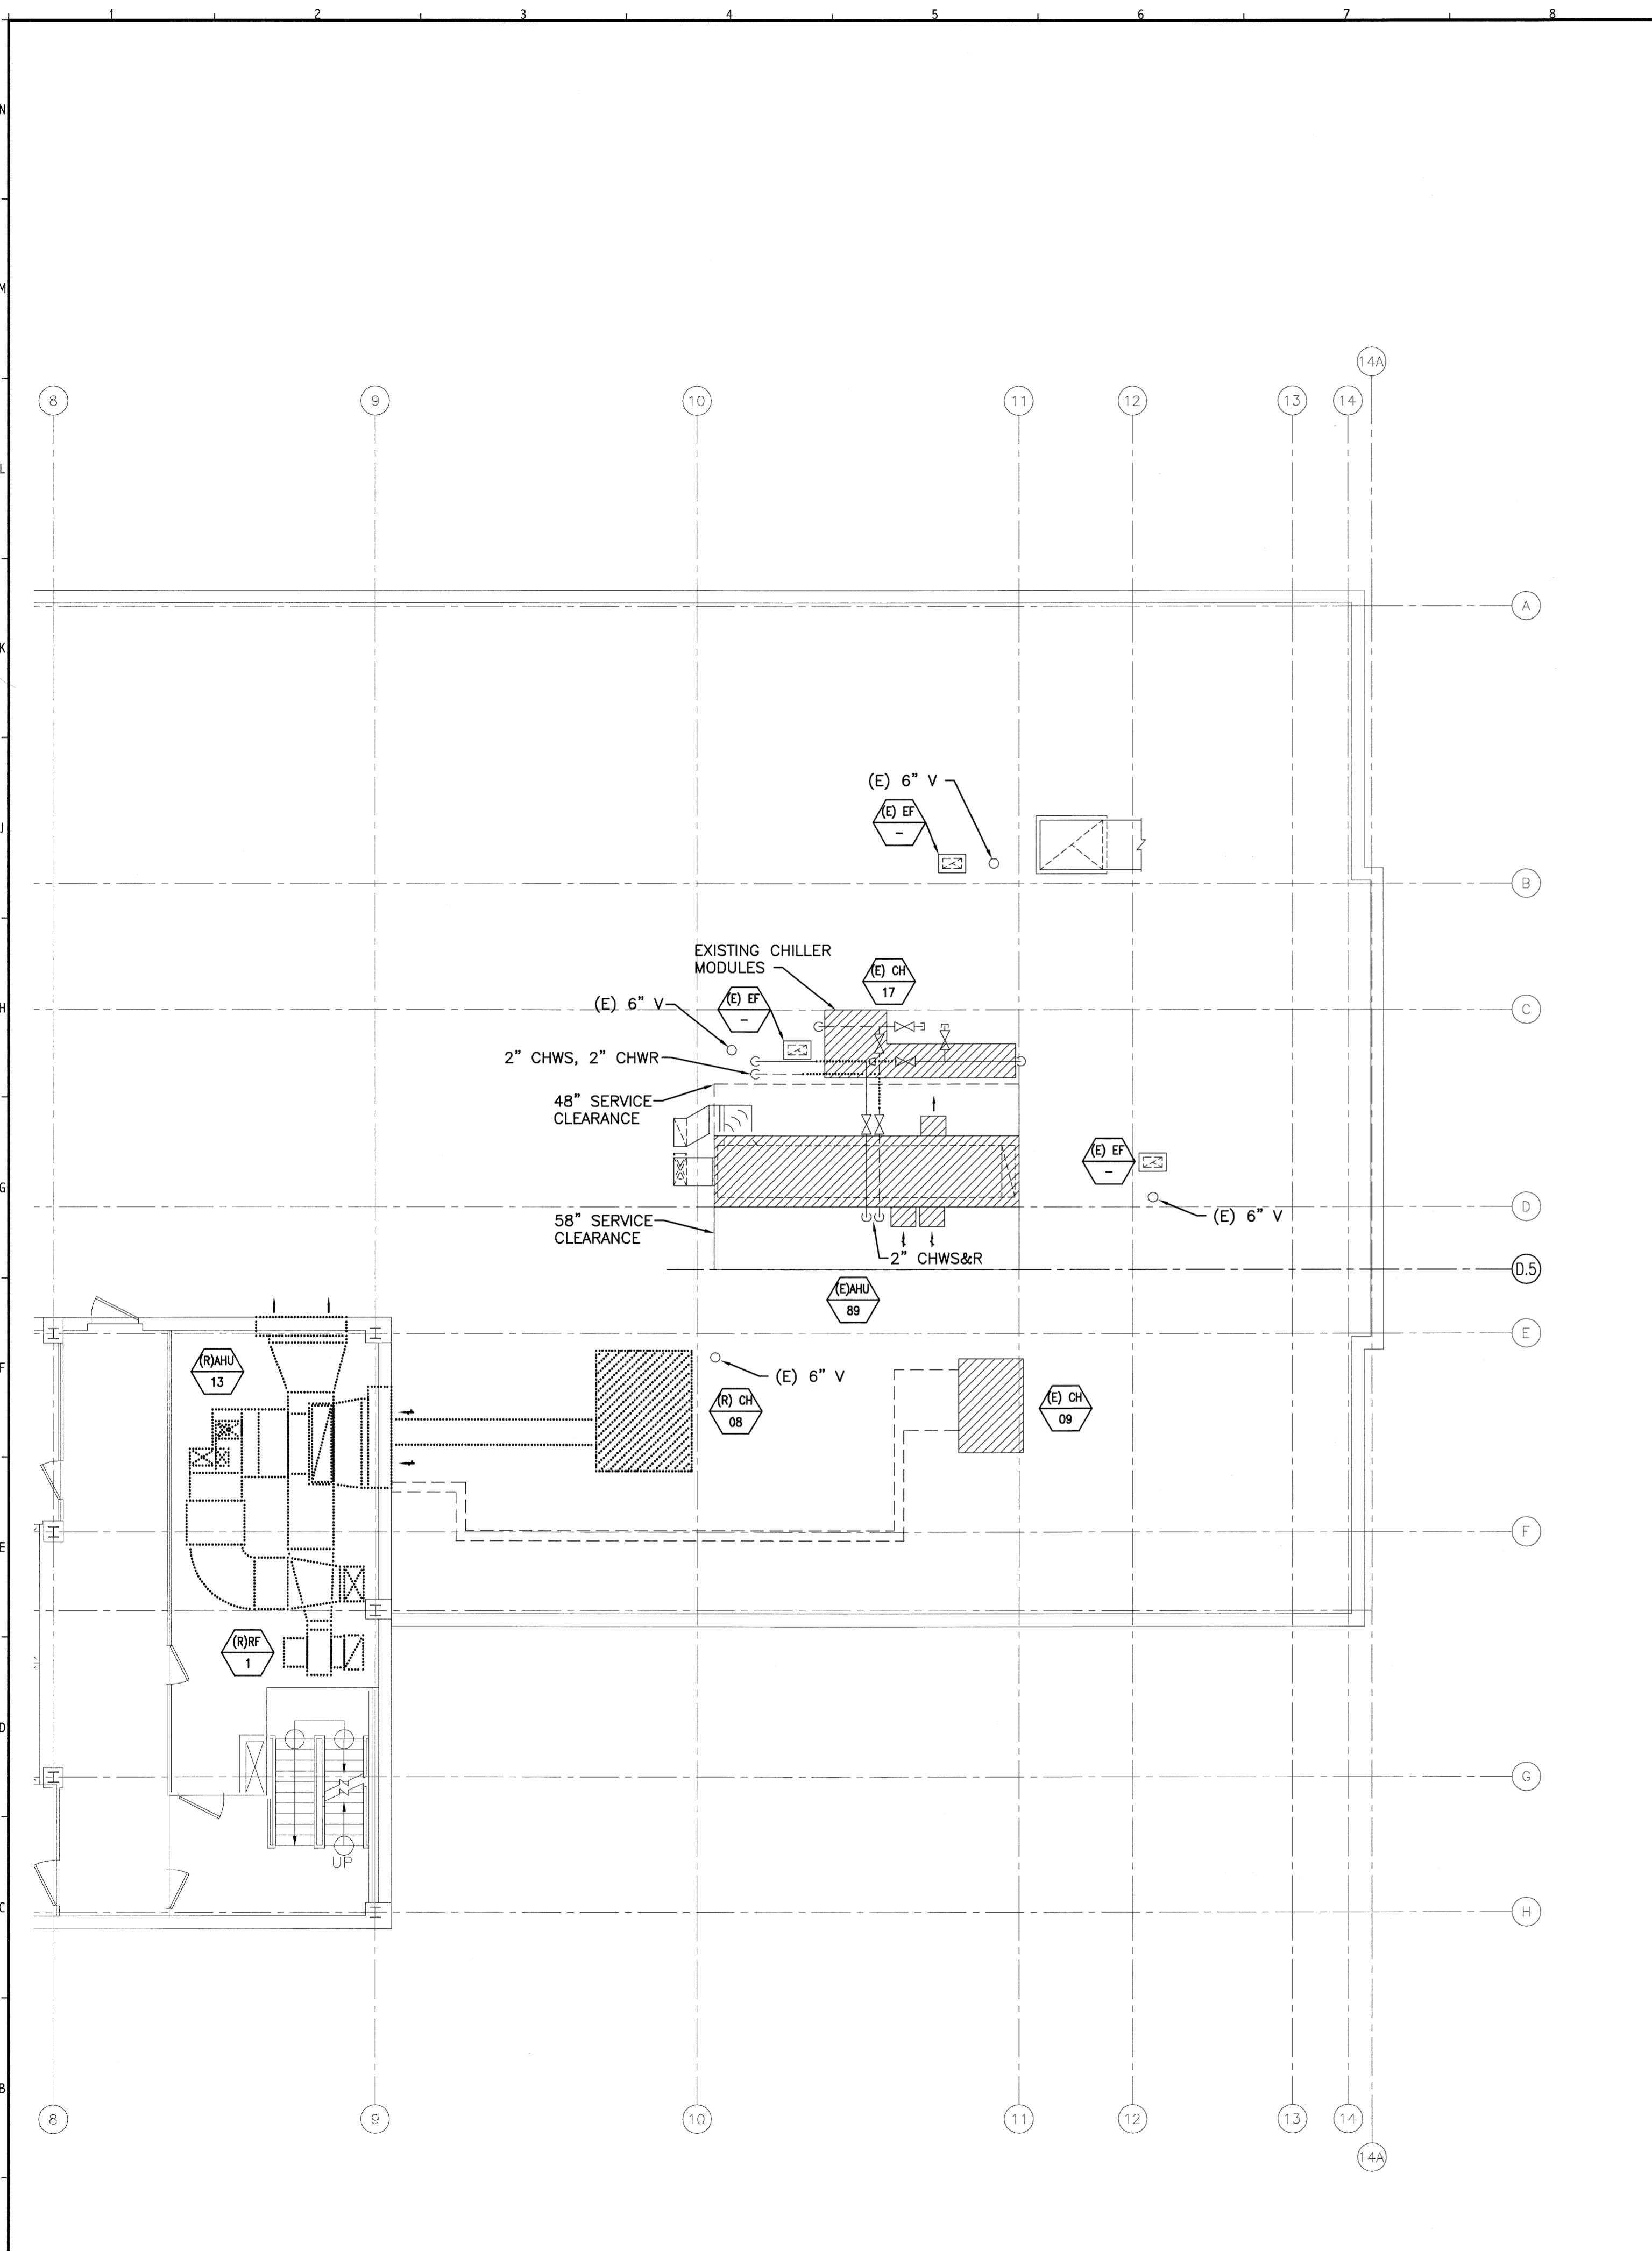 1 2 3 4 5 6 7 8
N
M
14A
8 9 10 11 12 13 14
L
A
K
(E) 6" V
(E) EF
-
J
B
EXISTING CHILLER
MODULES
(E) CH
17
(E) EF
-
(E) 6" V
H
C
2" CHWS, 2" CHWR
48" SERVICE
CLEARANCE
(E) EF
-
G
D
58" SERVICE
CLEARANCE
(E) 6" V
2" CHWS&R
D.5
(E)AHU
89
E
(R)AHU
13
F
(E) 6" V
(R) CH
08
(E) CH
09
F
E
(R)RF
1
D
G
UP
C
H
B
8 9 10 11 12 13 14
14A